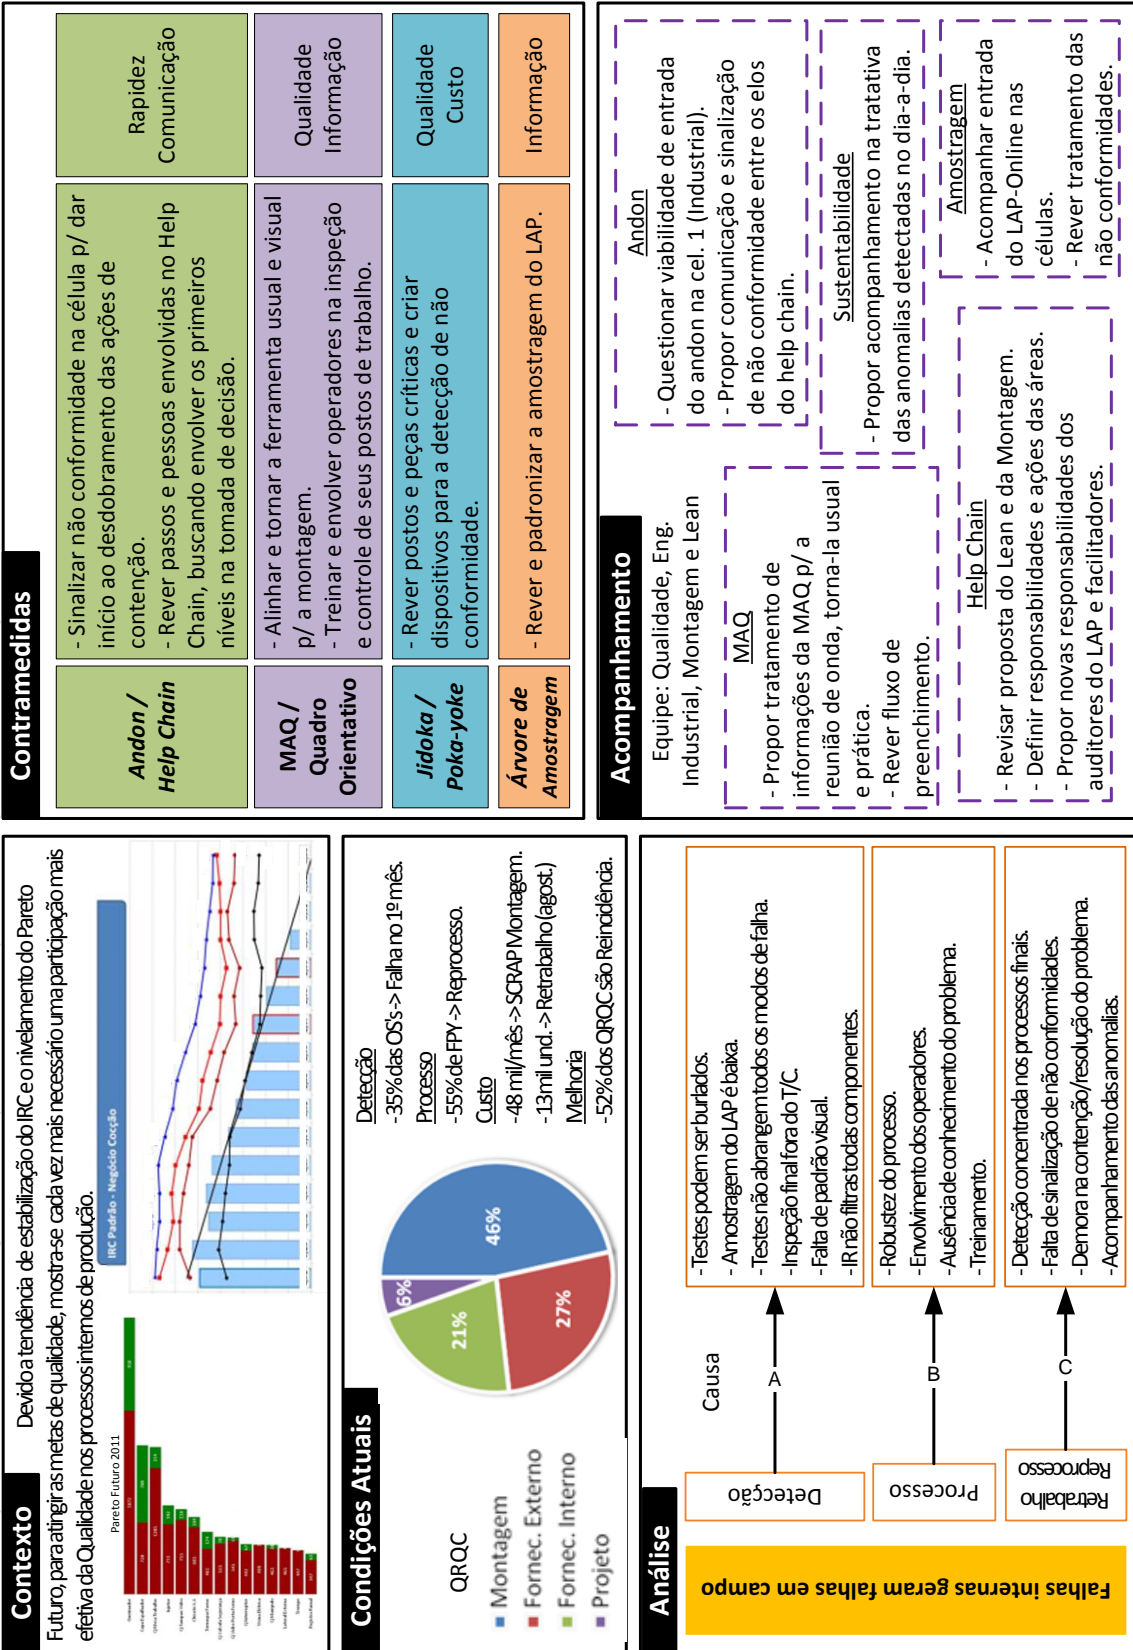 Contexto
Devido a tendência de estabilização do IRC e o nivelamento do Pareto
Futuro, para atingir as metas de qualidade, mostra-se cada vez mais necessário uma participação mais
efetiva da Qualidade nos processos internos de produção.
Pareto Futuro 2011
IRC Padrão - Negócio Cocção
Condições Atuais
QRQC
Montagem
Fornec. Externo
Fornec. Interno
Projeto
46%
27%
21%
6%
Detecção
-35% das OS's -> Falha no 1º mês.
Processo
-55% de FPY -> Reprocesso.
Custo
-48 mil/mês -> SCRAP Montagem.
-13 mil und. -> Retrabalho (agost.)
Melhoria
-52% dos QRQC são Reincidência.
Análise
Falhas internas geram falhas em campo
Causa
Detecção
A
- Testes podem ser burlados.
- Amostragem do LAP é baixa.
- Testes não abrangem todos os modos de falha.
- Inspeção final fora do T/C.
- Falta de padrão visual.
- IR não filtras todas componentes.
Processo
B
- Robustez do processo.
- Envolvimento dos operadores.
- Ausência de conhecimento do problema.
- Treinamento.
Retrabalho
Reprocesso
C
- Detecção concentrada nos processos finais.
- Falta de sinalização de não conformidades.
- Demora na contenção/resolução do problema.
- Acompanhamento das anomalias.
Contramedidas
Andon /
Help Chain
- Sinalizar não conformidade na célula p/ dar
início ao desdobramento das ações de
contenção.
- Rever passos e pessoas envolvidas no Help
Chain, buscando envolver os primeiros
níveis na tomada de decisão.
Rapidez
Comunicação
MAQ /
Quadro
Orientativo
- Alinhar e tornar a ferramenta usual e visual
p/ a montagem.
- Treinar e envolver operadores na inspeção
e controle de seus postos de trabalho.
Qualidade
Informação
Jidoka /
Poka-yoke
- Rever postos e peças críticas e criar
dispositivos para a detecção de não
conformidade.
Qualidade
Custo
Árvore de
Amostragem
- Rever e padronizar a amostragem do LAP.
Informação
Acompanhamento
Equipe: Qualidade, Eng.
Industrial, Montagem e Lean
MAQ
- Propor tratamento de
informações da MAQ p/ a
reunião de onda, torna-la usual
e prática.
- Rever fluxo de
preenchimento.
Andon
- Questionar viabilidade de entrada
do andon na cel. 1 (Industrial).
- Propor comunicação e sinalização
de não conformidade entre os elos
do help chain.
Sustentabilidade
- Propor acompanhamento na tratativa
das anomalias detectadas no dia-a-dia.
Help Chain
- Revisar proposta do Lean e da Montagem.
- Definir responsabilidades e ações das áreas.
- Propor novas responsabilidades dos
auditores do LAP e facilitadores.
Amostragem
- Acompanhar entrada
do LAP-Online nas
células.
- Rever tratamento das
não conformidades.